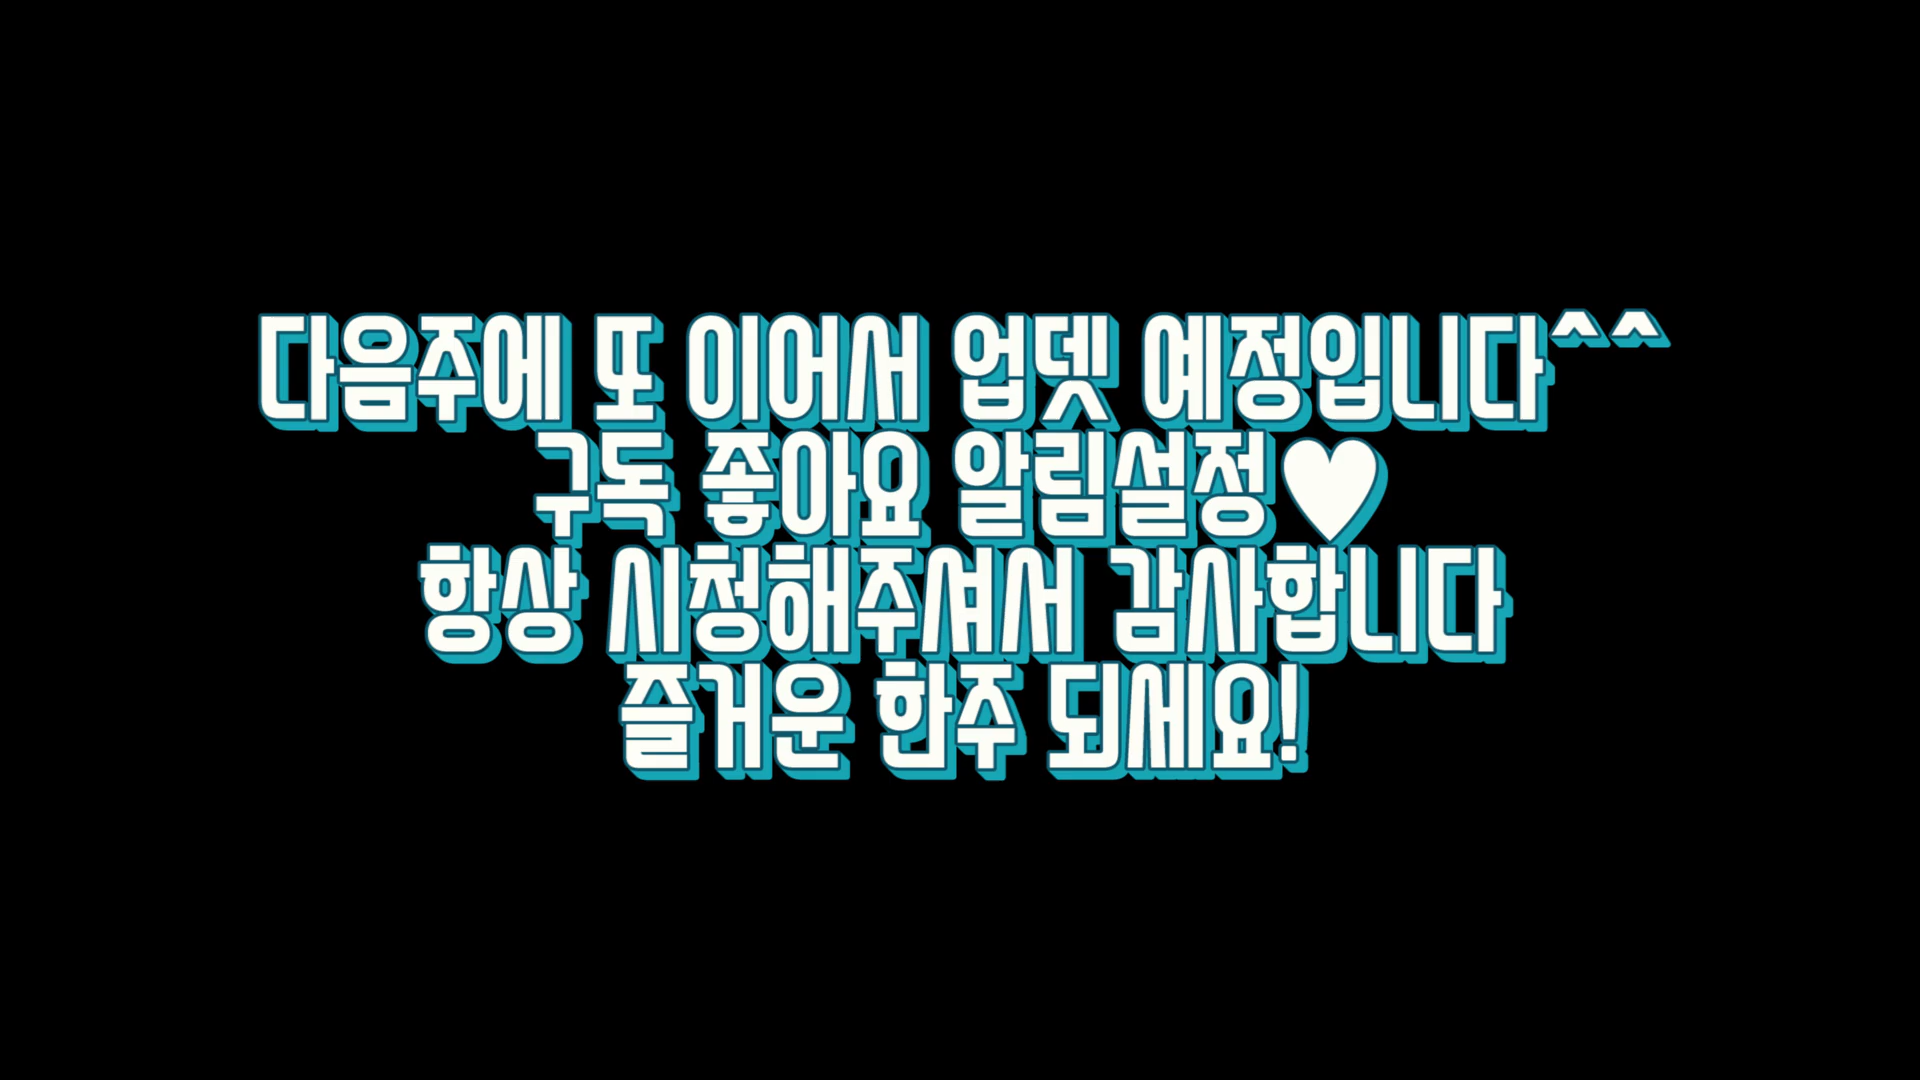 다음주에 또 이어서 업뎃 예정입니다^^
구독 좋아요 알림설정♥
항상 시청해주셔서 감사합니다
즐거운 한주 되세요!